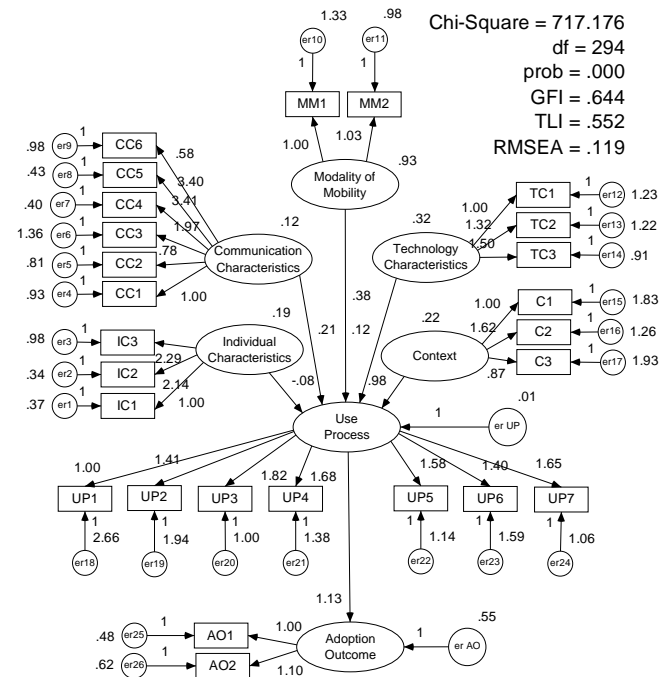 Chi-Square = 717.176
df = 294
prob = .000
GFI = .644
TLI = .552
RMSEA = .119
1.33
.98
er10
er11
1
1
MM1
MM2
1.00
1.03
Modality of
Mobility
.93
.98
er9
1
CC6
.58
.43
er8
1
CC5
3.40
.40
er7
1
CC4
3.41
1.36
er6
1
CC3
1.97
.81
er5
1
CC2
.78
.93
er4
1
CC1
1.00
.12
Communication
Characteristics
.32
Technology
Characteristics
1.00
TC1
1
er12
1.23
1.32
TC2
1
er13
1.22
1.50
TC3
1
er14
.91
.19
Individual
Characteristics
.98
er3
1
IC3
2.29
.34
er2
1
IC2
2.14
.37
er1
1
IC1
1.00
.22
Context
1.00
C1
1
er15
1.83
1.62
C2
1
er16
1.26
.87
C3
1
er17
1.93
.21
.38
.12
-.08
.98
Use
Process
1
.01
er UP
1.00
1.41
1.82
1.68
1.58
1.40
1.65
UP1
UP2
UP3
UP4
UP5
UP6
UP7
1
1
1
1
1
1
1
2.66
1.94
1.00
1.38
1.14
1.59
1.06
er18
er19
er20
er21
er22
er23
er24
1.13
.48
er25
1
AO1
1.00
.62
er26
1
AO2
1.10
Adoption
Outcome
1
.55
er AO